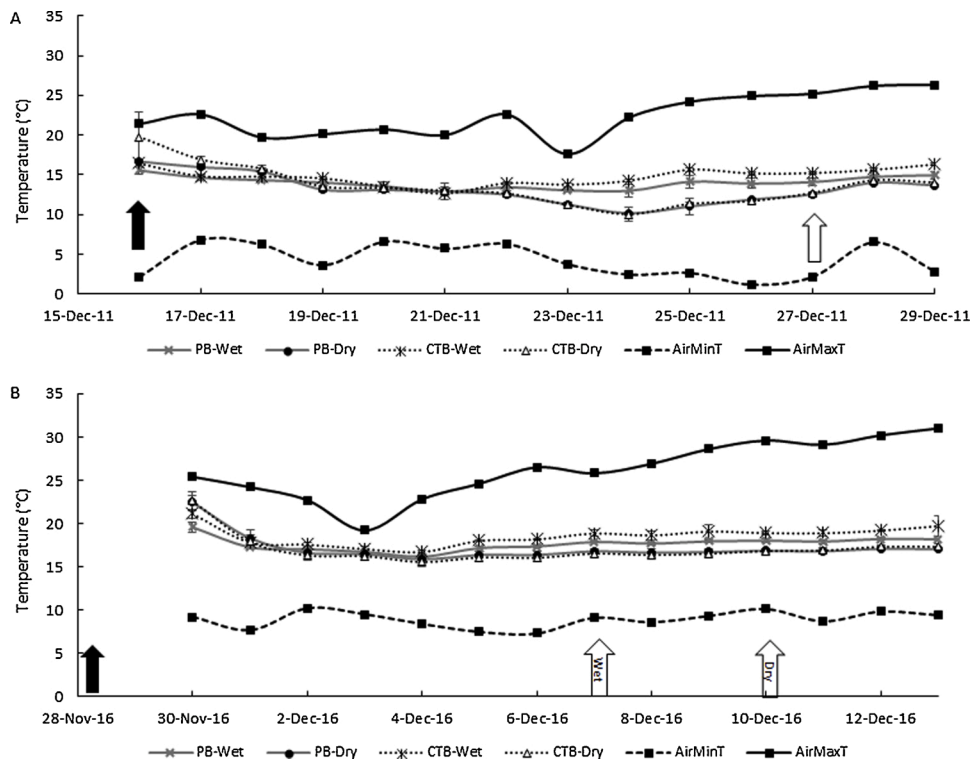 A
35
30
25
20
15
10
5
0
Temperature (°C)
15-Dec-11 17-Dec-11 19-Dec-11 21-Dec-11 23-Dec-11 25-Dec-11 27-Dec-11 29-Dec-11
PB-Wet PB-Dry CTB-Wet CTB-Dry AirMinT AirMaxT
B
35
30
25
20
15
10
5
0
Temperature (°C)
Wet
Dry
28-Nov-16 30-Nov-16 2-Dec-16 4-Dec-16 6-Dec-16 8-Dec-16 10-Dec-16 12-Dec-16
PB-Wet PB-Dry CTB-Wet CTB-Dry AirMinT AirMaxT